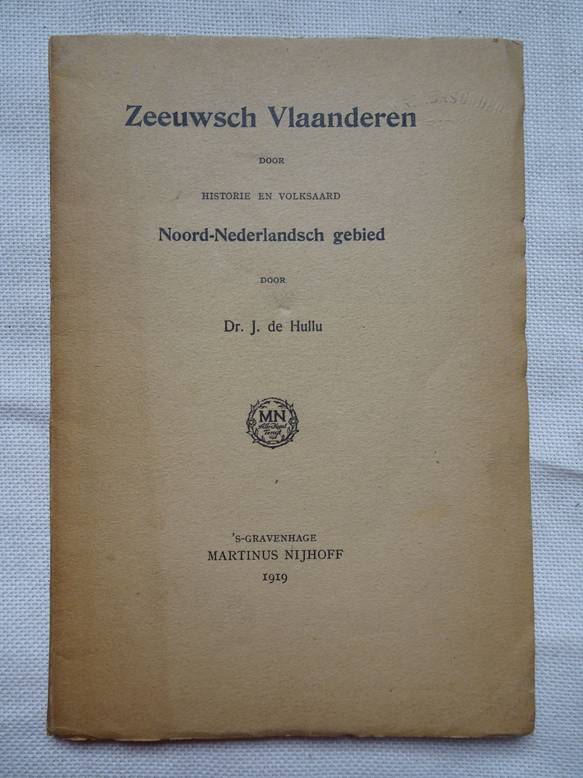 Zeeuwsch Vlaanderen
DOOR
HISTORIE EN VOLKSAARD
Noord-Nederlandsch gebied
DOOR
Dr. J. de Hullu
MN
'S-GRAVENHAGE
MARTINUS NIJHOFF
1919